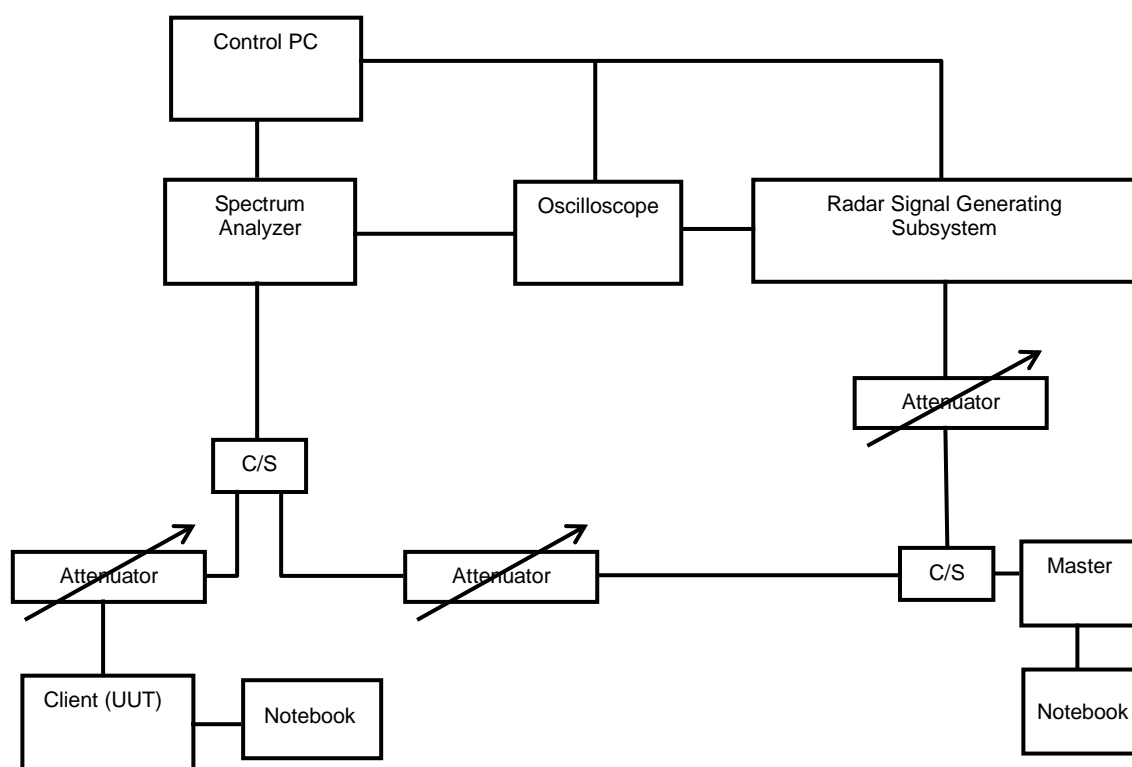 Control PC
Spectrum
Analyzer
Oscilloscope
Radar Signal Generating
Subsystem
Attenuator
C/S
Attenuator
Attenuator
C/S
Master
Client (UUT)
Notebook
Notebook